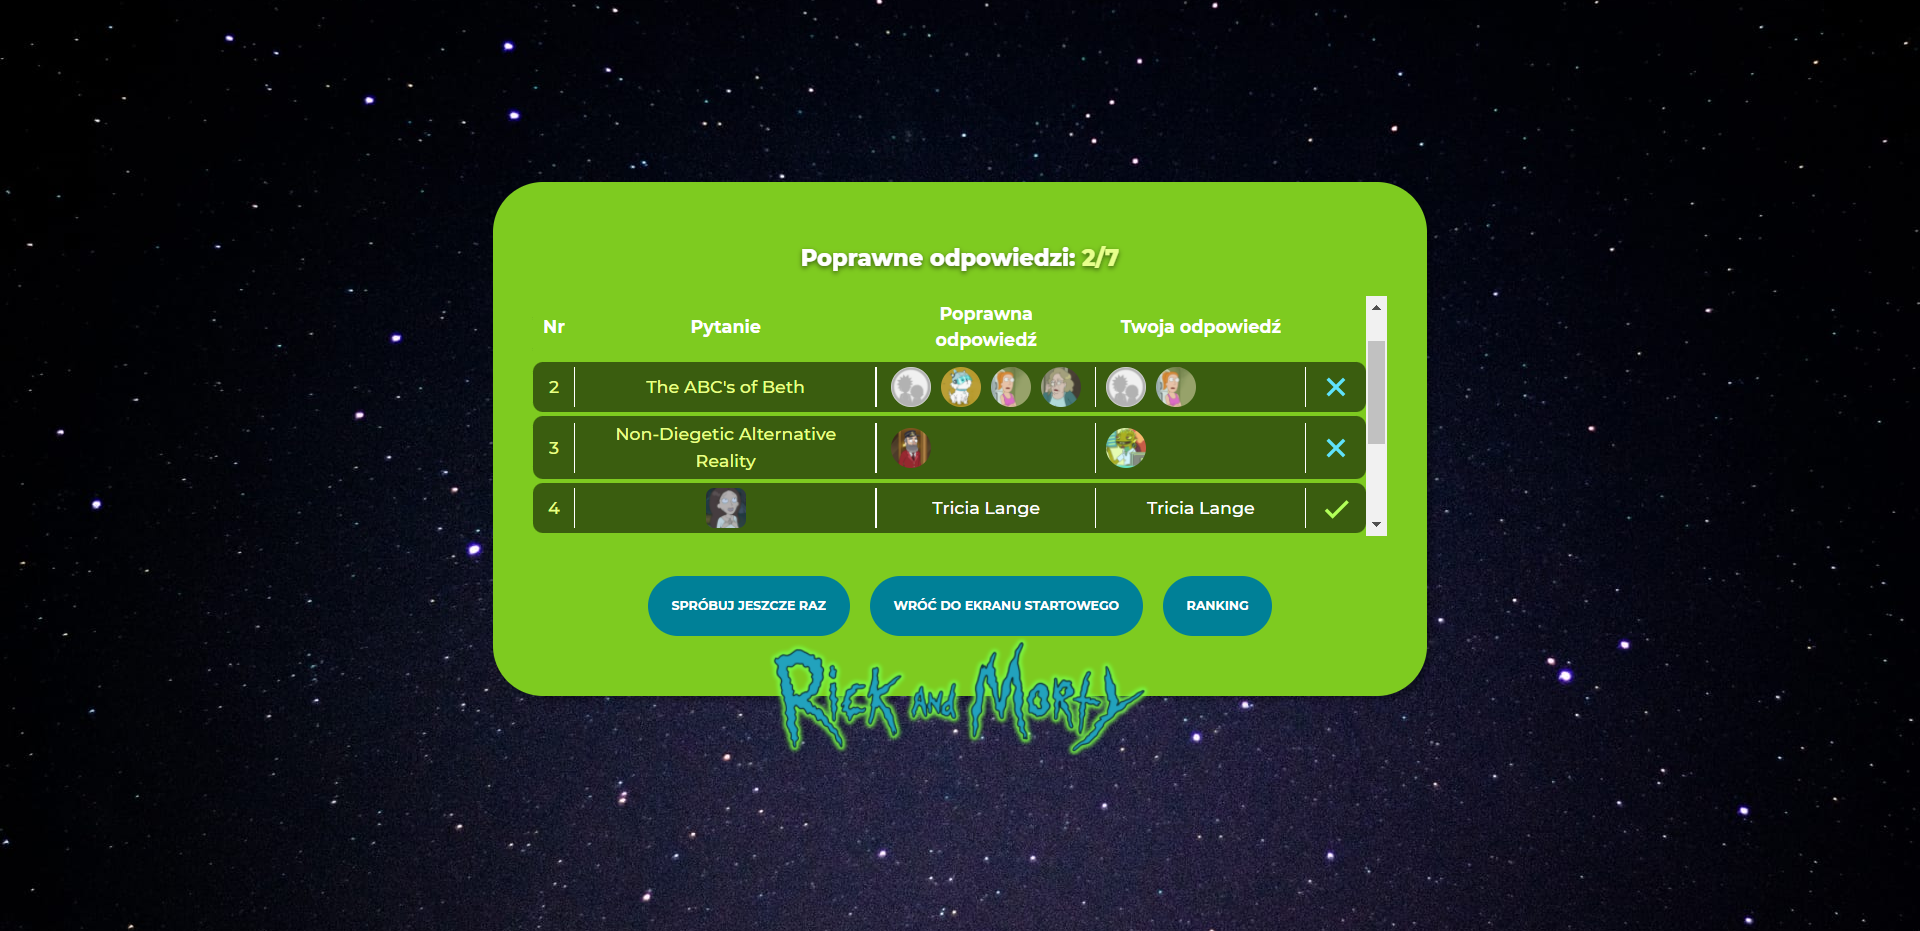 Poprawne odpowiedzi: 2/7
Nr Pytanie Poprawna odpowiedź Twoja odpowiedź
2 The ABC's of Beth
3 Non-Diegetic Alternative
Reality
4 Tricia Lange Tricia Lange
SPRÓBUJ JESZCZE RAZ WRÓĆ DO EKRANU STARTOWEGO RANKING
RICK AND MORTY